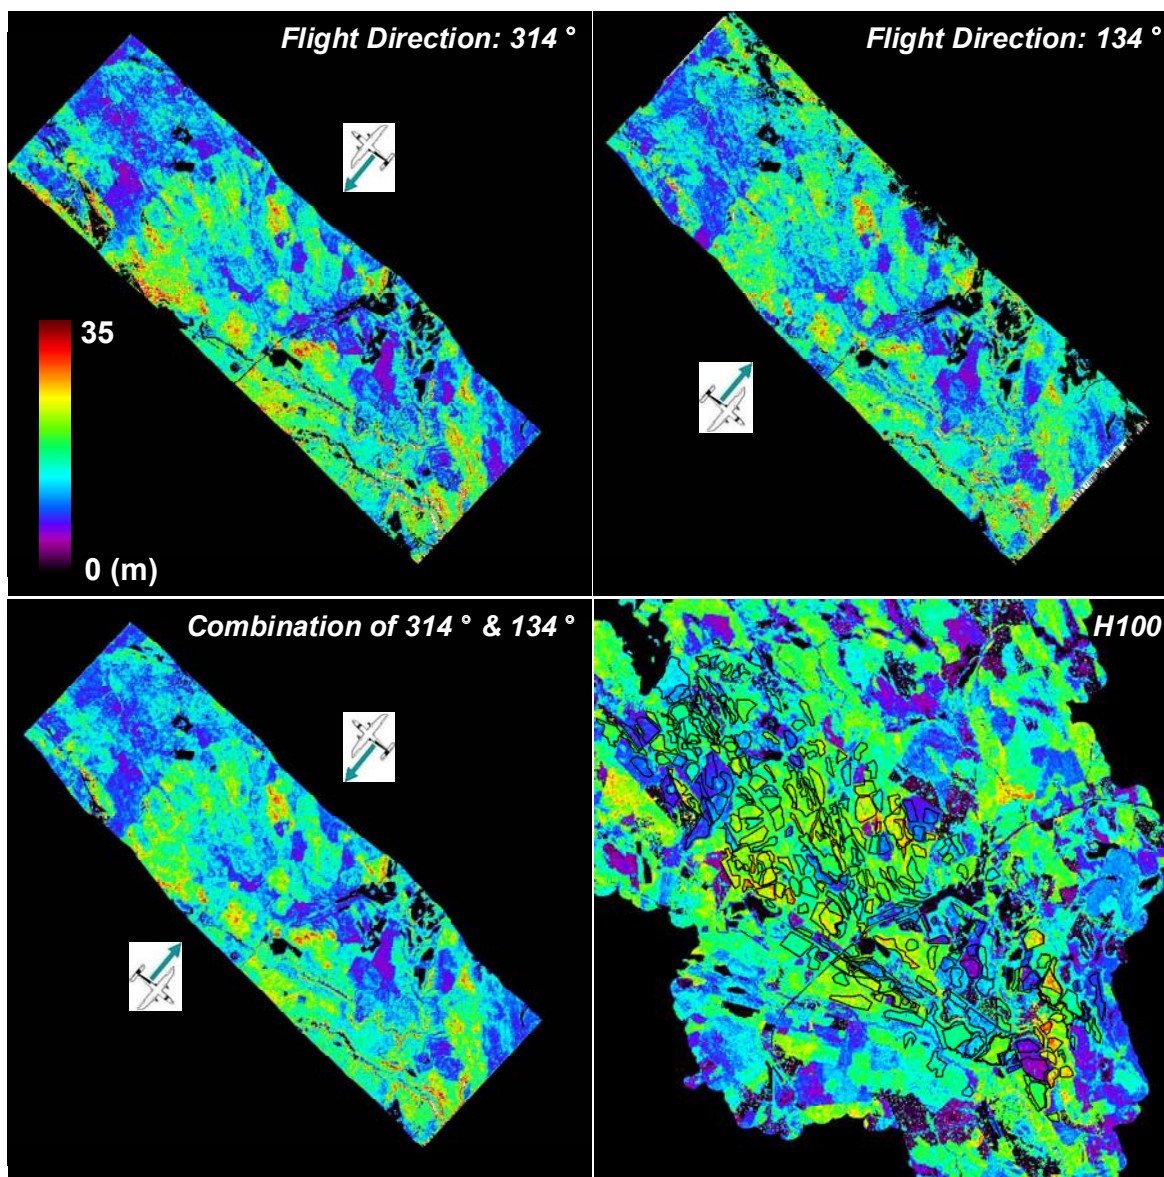 Flight Direction: 314 °
Flight Direction: 134 °
35
0 (m)
Combination of 314 ° & 134 °
H100